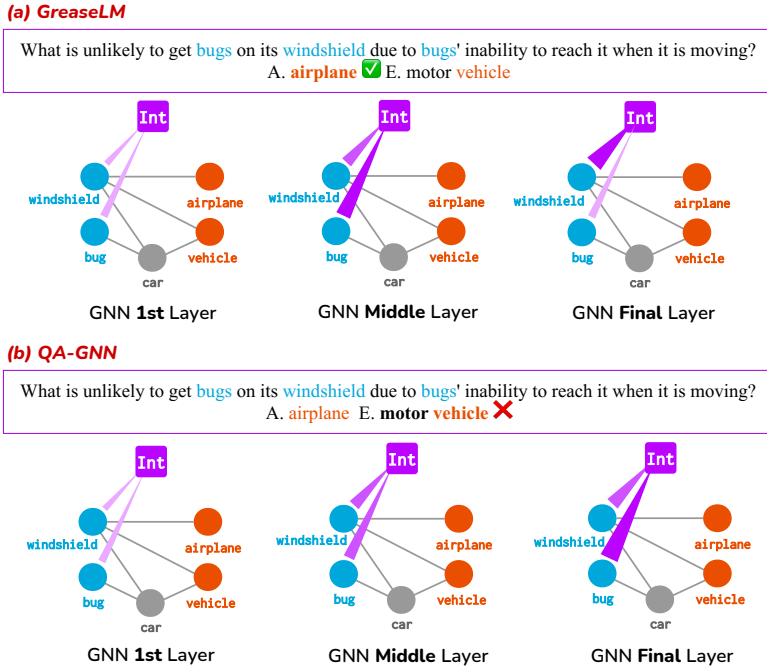 (a) GreaseLM
What is unlikely to get bugs on its windshield due to bugs' inability to reach it when it is moving?
A. airplane ✅ E. motor vehicle
Int Int Int
windshield airplane windshield airplane windshield airplane
bug vehicle bug vehicle bug vehicle
car car car
GNN 1st Layer GNN Middle Layer GNN Final Layer
(b) QA-GNN
What is unlikely to get bugs on its windshield due to bugs' inability to reach it when it is moving?
A. airplane E. motor vehicle ❌
Int Int Int
windshield airplane windshield airplane windshield airplane
bug vehicle bug vehicle bug vehicle
car car car
GNN 1st Layer GNN Middle Layer GNN Final Layer